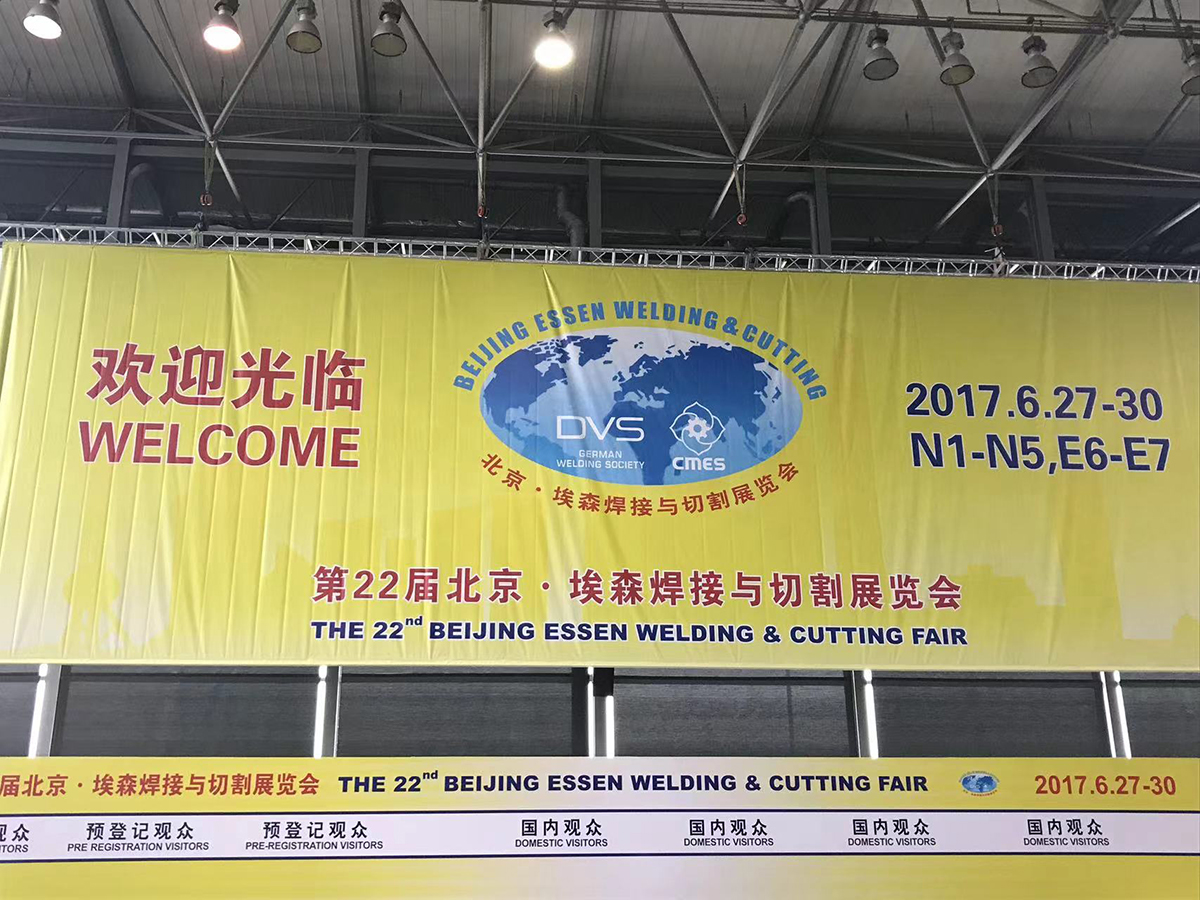 欢迎光临
WELCOME
BEIJING ESSEN WELDING & CUTTING
DVS
GERMAN
WELDING SOCIETY
CMES
北京·埃森焊接与切割展览会
2017.6.27-30
N1-N5,E6-E7
第22届北京·埃森焊接与切割展览会
THE 22nd BEIJING ESSEN WELDING & CUTTING FAIR
届北京·埃森焊接与切割展览会 THE 22nd BEIJING ESSEN WELDING & CUTTING FAIR 2017.6.27-30
观众 预登记观众 预登记观众 国内观众 国内观众 国内观众 国内观众
TORS PRE REGISTRATION VISITORS PRE-REGISTRATION VISITORS DOMESTIC VISITORS DOMESTIC VISITORS DOMESTIC VISITORS DOMESTIC VISITORS